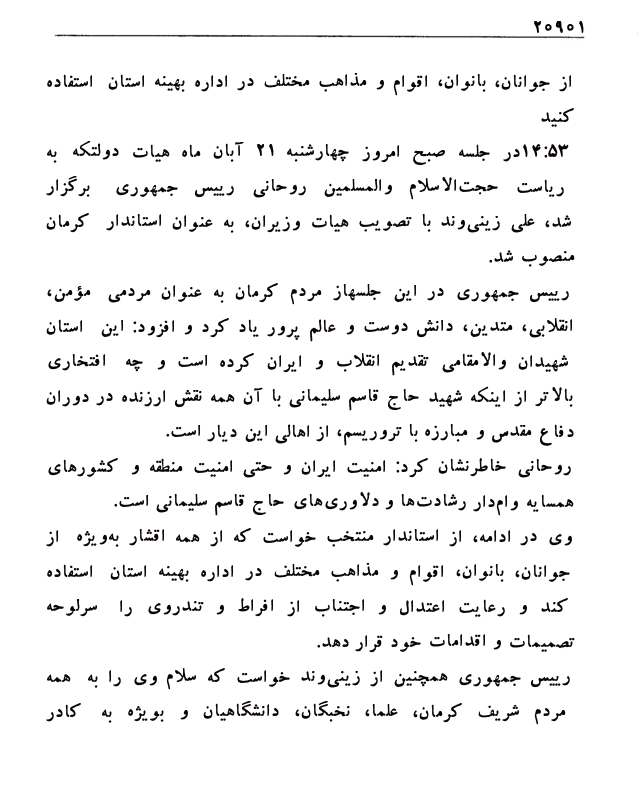 ۲۰۹۰۱
از جوانان، بانوان، اقوام و مذاهب مختلف در اداره بهینه استان استفاده
کنید
۱۴:۵۳در جلسه صبح امروز چهارشنبه ۲۱ آبان ماه هیات دولتکه به
ریاست حجت‌الاسلام والمسلمین روحانی رییس جمهوری برگزار
شد، علی زینی‌وند با تصویب هیات وزیران، به عنوان استاندار کرمان
منصوب شد.
رییس جمهوری در این جلسهاز مردم کرمان به عنوان مردمی مؤمن،
انقلابی، متدین، دانش دوست و عالم پرور یاد کرد و افزود: این استان
شهیدان والامقامی تقدیم انقلاب و ایران کرده است و چه افتخاری
بالاتر از اینکه شهید حاج قاسم سلیمانی با آن همه نقش ارزنده در دوران
دفاع مقدس و مبارزه با تروریسم، از اهالی این دیار است.
روحانی خاطرنشان کرد: امنیت ایران و حتی امنیت منطقه و کشورهای
همسایه وام‌دار رشادت‌ها و دلاوری‌های حاج قاسم سلیمانی است.
وی در ادامه، از استاندار منتخب خواست که از همه اقشار به‌ویژه از
جوانان، بانوان، اقوام و مذاهب مختلف در اداره بهینه استان استفاده
کند و رعایت اعتدال و اجتناب از افراط و تندروی را سرلوحه
تصمیمات و اقدامات خود قرار دهد.
رییس جمهوری همچنین از زینی‌وند خواست که سلام وی را به همه
مردم شریف کرمان، علما، نخبگان، دانشگاهیان و بویژه به کادر